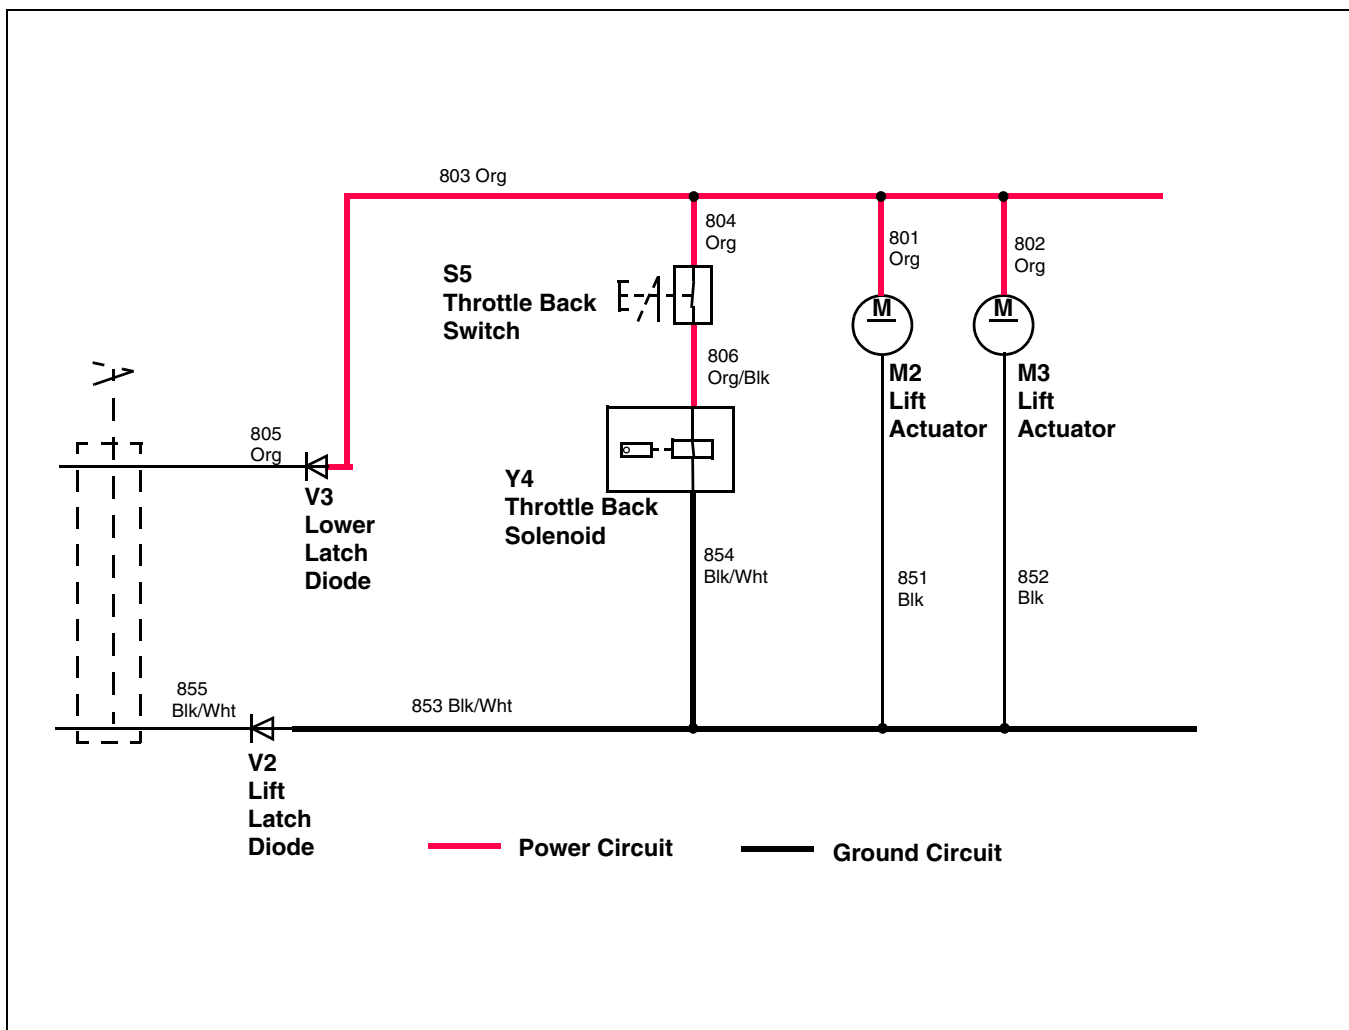 803 Org
804
Org
801
Org
802
Org
S5
Throttle Back
Switch
M
M
806
Org/Blk
M2
Lift
Actuator
M3
Lift
Actuator
805
Org
V3
Lower
Latch
Diode
Y4
Throttle Back
Solenoid
854
Blk/Wht
851
Blk
852
Blk
855
Blk/Wht
853 Blk/Wht
V2
Lift
Latch
Diode
Power Circuit
Ground Circuit